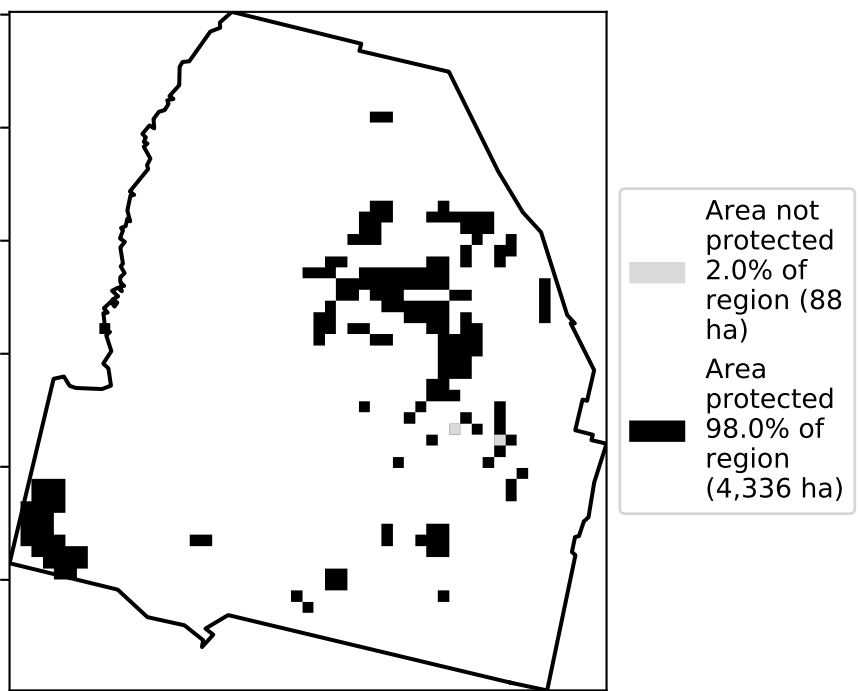 Area not
protected
2.0% of
region (88
ha)
Area
protected
98.0% of
region
(4,336 ha)